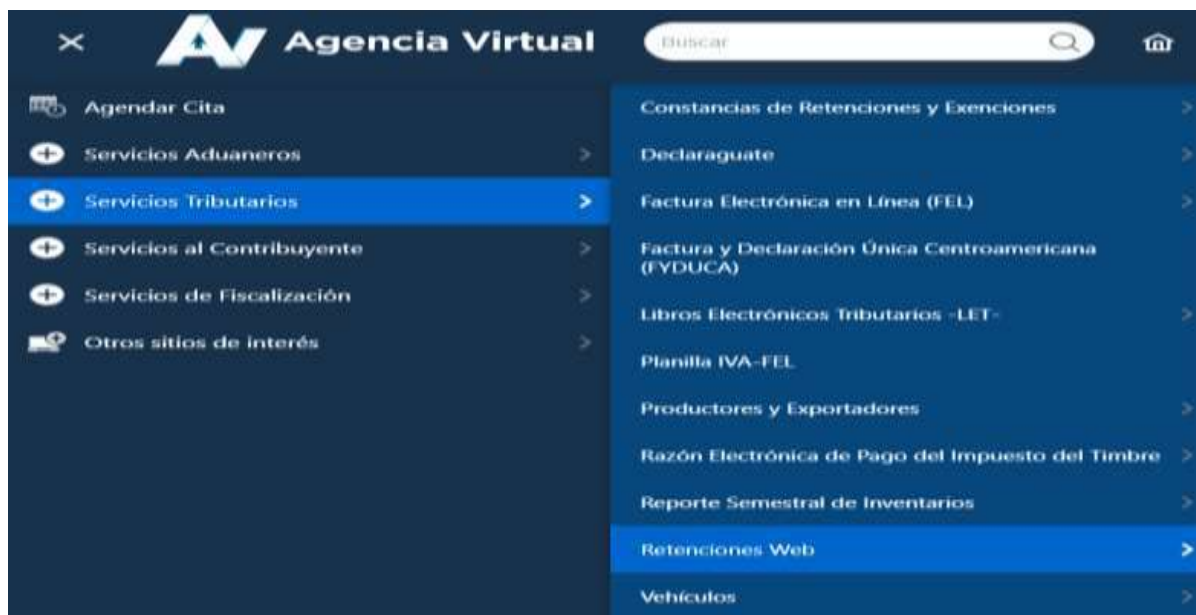 Agencia Virtual
Buscar
Agendar Cita
Servicios Aduaneros
Servicios Tributarios
Servicios al Contribuyente
Servicios de Fiscalización
Otros sitios de interés
Constancias de Retenciones y Exenciones
Declaraguate
Factura Electrónica en Línea (FEL)
Factura y Declaración Única Centroamericana
(FYDUCA)
Libros Electrónicos Tributarios -LET-
Planilla IVA-FEL
Productores y Exportadores
Razón Electrónica de Pago del Impuesto del Timbre
Reporte Semestral de Inventarios
Retenciones Web
Vehículos